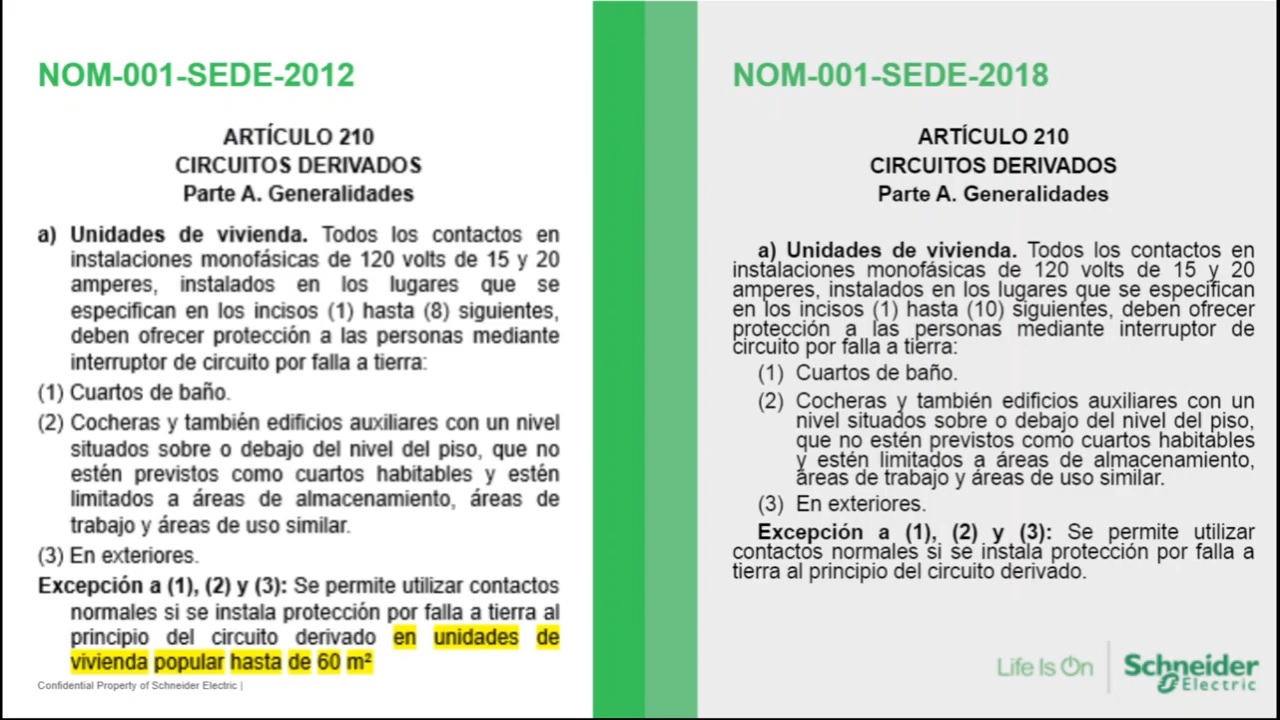 NOM-001-SEDE-2012
ARTÍCULO 210
CIRCUITOS DERIVADOS
Parte A. Generalidades
a) Unidades de vivienda. Todos los contactos en
instalaciones monofásicas de 120 volts de 15 y 20
amperes, instalados en los lugares que se
especifican en los incisos (1) hasta (8) siguientes,
deben ofrecer protección a las personas mediante
interruptor de circuito por falla a tierra:
(1) Cuartos de baño.
(2) Cocheras y también edificios auxiliares con un nivel
situados sobre o debajo del nivel del piso, que no
estén previstos como cuartos habitables y estén
limitados a áreas de almacenamiento, áreas de
trabajo y áreas de uso similar.
(3) En exteriores.
Excepción a (1), (2) y (3): Se permite utilizar contactos
normales si se instala protección por falla a tierra al
principio del circuito derivado en unidades de
vivienda popular hasta de 60 m²
Confidential Property of Schneider Electric |
NOM-001-SEDE-2018
ARTÍCULO 210
CIRCUITOS DERIVADOS
Parte A. Generalidades
a) Unidades de vivienda. Todos los contactos en
instalaciones monofásicas de 120 volts de 15 y 20
amperes, instalados en los lugares que se especifican
en los incisos (1) hasta (10) siguientes, deben ofrecer
protección a las personas mediante interruptor de
circuito por falla a tierra:
(1) Cuartos de baño.
(2) Cocheras y también edificios auxiliares con un
nivel situados sobre o debajo del nivel del piso,
que no estén previstos como cuartos habitables
y estén limitados a áreas de almacenamiento,
áreas de trabajo y áreas de uso similar.
(3) En exteriores.
Excepción a (1), (2) y (3): Se permite utilizar
contactos normales si se instala protección por falla a
tierra al principio del circuito derivado.
Life Is On
Schneider
Electric